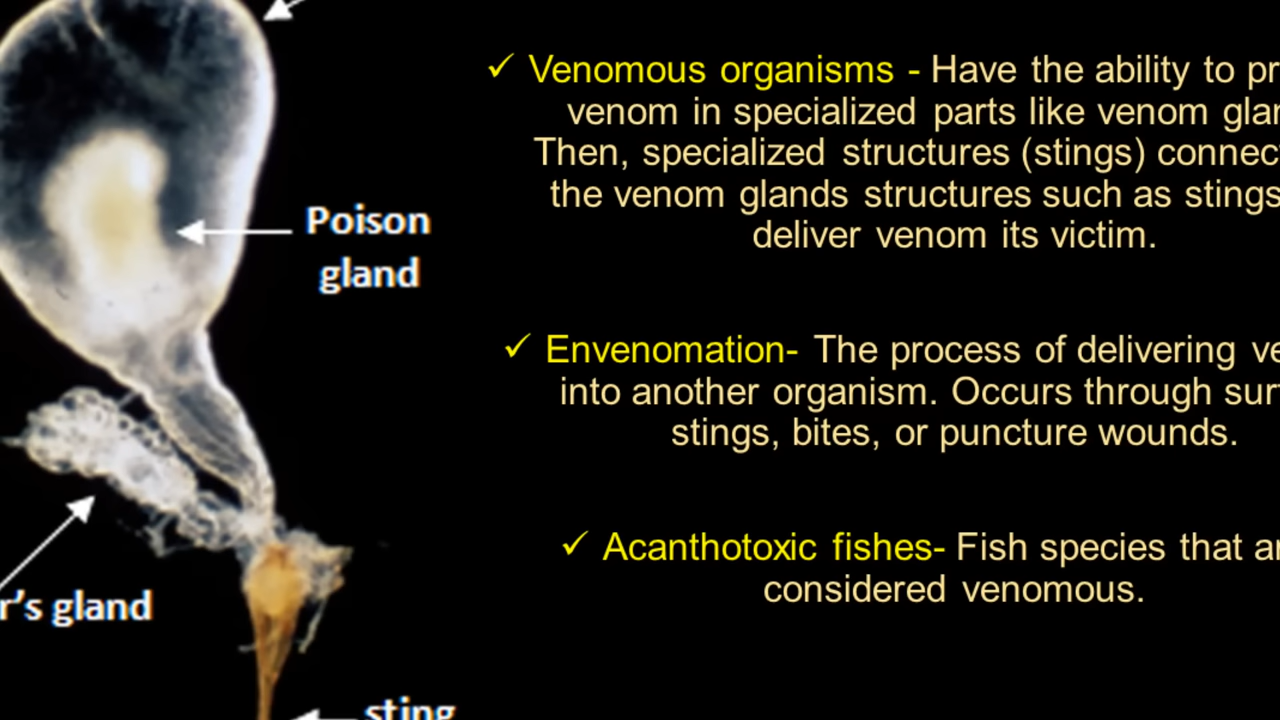 ✓ Venomous organisms - Have the ability to pr
venom in specialized parts like venom glan
Then, specialized structures (stings) connect
the venom glands structures such as stings
deliver venom its victim.
✓ Envenomation- The process of delivering ve
into another organism. Occurs through sur
stings, bites, or puncture wounds.
✓ Acanthotoxic fishes- Fish species that ar
considered venomous.
Poison
gland
r's gland
sting